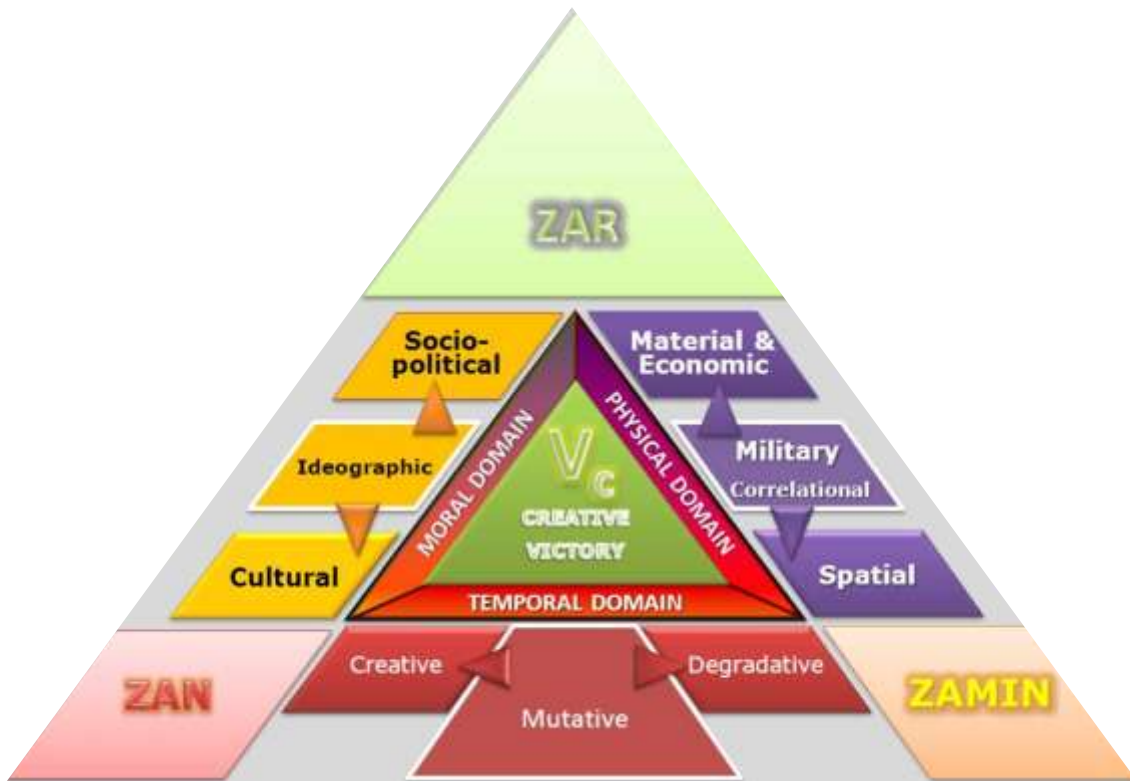 ZAR
Socio-
political
Material &
Economic
MORAL DOMAIN
PHYSICAL DOMAIN
Ideographic
Vc
CREATIVE
VICTORY
Military
Correlational
Cultural
Spatial
TEMPORAL DOMAIN
ZAN
Creative
Mutative
Degradative
ZAMIN